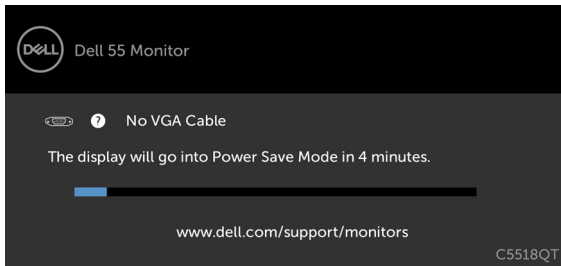 DELL Dell 55 Monitor
? No VGA Cable
The display will go into Power Save Mode in 4 minutes.
www.dell.com/support/monitors
C5518QT